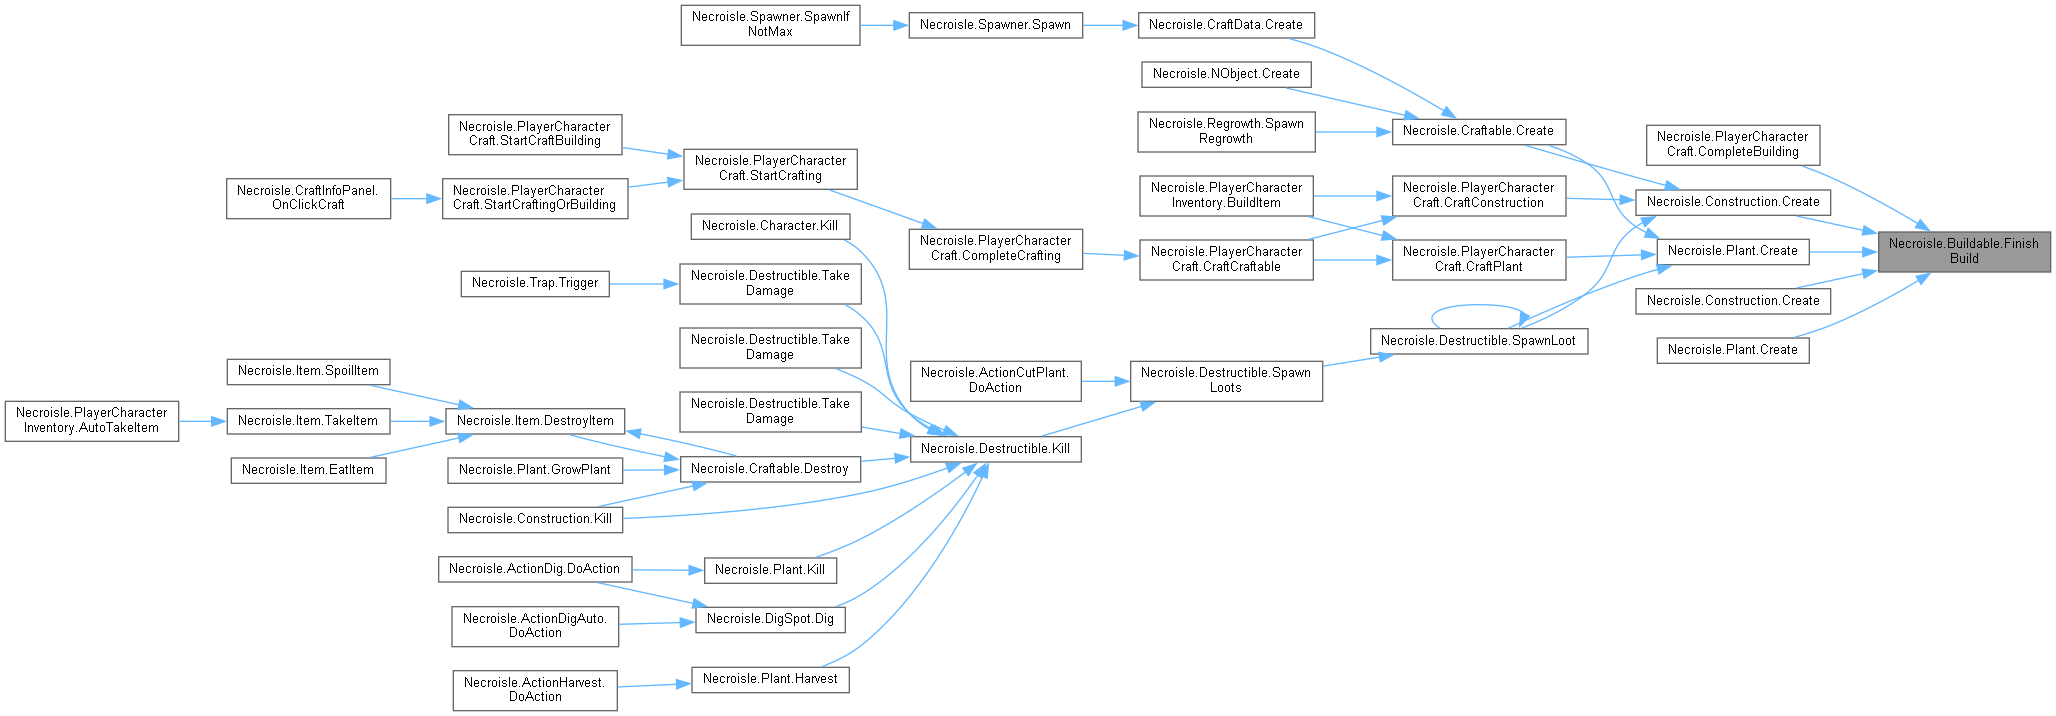 Necroisle.Spawner.SpawnIf
NotMax
Necroisle.Spawner.Spawn
Necroisle.CraftData.Create
Necroisle.NObject.Create
Necroisle.Regrowth.Spawn
Regrowth
Necroisle.Craftable.Create
Necroisle.PlayerCharacter
Craft.CompleteBuilding
Necroisle.PlayerCharacter
Craft.StartCraftBuilding
Necroisle.PlayerCharacter
Craft.StartCrafting
Necroisle.CraftInfoPanel.
OnClickCraft
Necroisle.PlayerCharacter
Craft.StartCraftingOrBuilding
Necroisle.PlayerCharacter
Inventory.BuildItem
Necroisle.PlayerCharacter
Craft.CraftConstruction
Necroisle.Construction.Create
Necroisle.Character.Kill
Necroisle.PlayerCharacter
Craft.CompleteCrafting
Necroisle.PlayerCharacter
Craft.CraftCraftable
Necroisle.PlayerCharacter
Craft.CraftPlant
Necroisle.Plant.Create
Necroisle.Buildable.Finish
Build
Necroisle.Trap.Trigger
Necroisle.Destructible.Take
Damage
Necroisle.Construction.Create
Necroisle.Destructible.Take
Damage
Necroisle.Destructible.SpawnLoot
Necroisle.Plant.Create
Necroisle.Item.SpoilItem
Necroisle.ActionCutPlant.
DoAction
Necroisle.Destructible.Spawn
Loots
Necroisle.PlayerCharacter
Inventory.AutoTakeItem
Necroisle.Item.TakeItem
Necroisle.Item.DestroyItem
Necroisle.Destructible.Take
Damage
Necroisle.Destructible.Kill
Necroisle.Item.EatItem
Necroisle.Plant.GrowPlant
Necroisle.Craftable.Destroy
Necroisle.Construction.Kill
Necroisle.ActionDig.DoAction
Necroisle.Plant.Kill
Necroisle.ActionDigAuto.
DoAction
Necroisle.DigSpot.Dig
Necroisle.ActionHarvest.
DoAction
Necroisle.Plant.Harvest